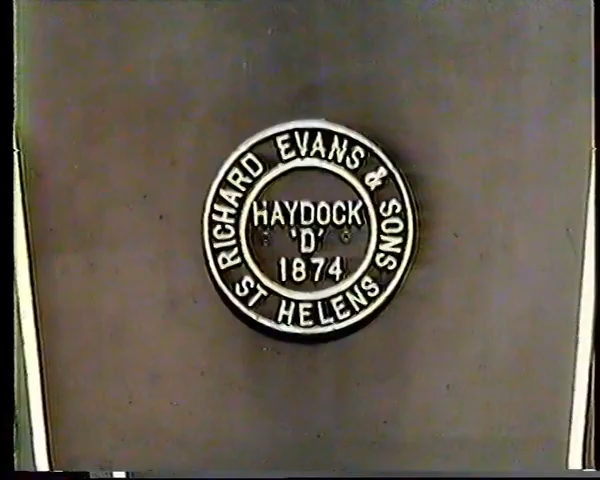 RICHARD EVANS & SONS
ST HELENS
HAYDOCK
'D'
1874